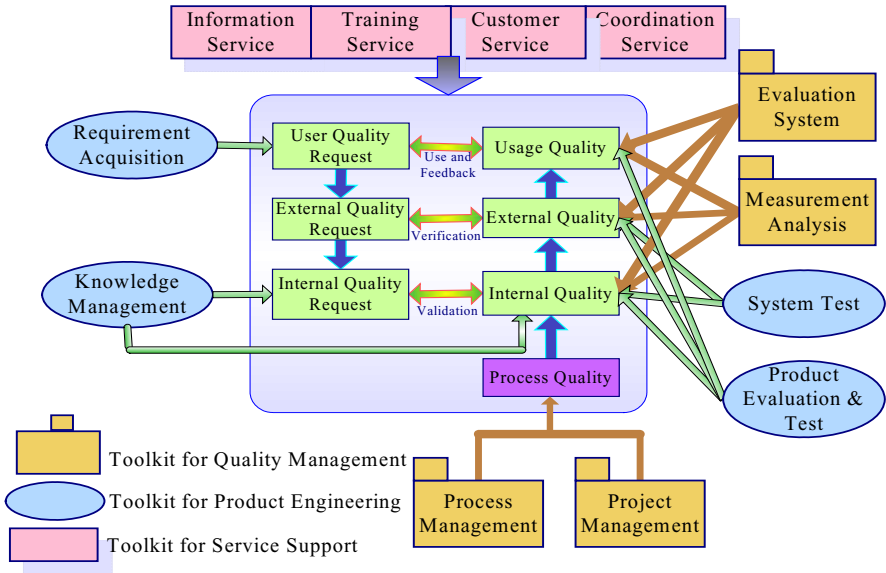 Information
Service
Training
Service
Customer
Service
Coordination
Service
Evaluation
System
Requirement
Acquisition
User Quality
Request
Use and
Feedback
Usage Quality
Measurement
Analysis
External Quality
Request
Verification
External Quality
Knowledge
Management
Internal Quality
Request
Validation
Internal Quality
System Test
Process Quality
Product
Evaluation &
Test
Toolkit for Quality Management
Toolkit for Product Engineering
Toolkit for Service Support
Process
Management
Project
Management